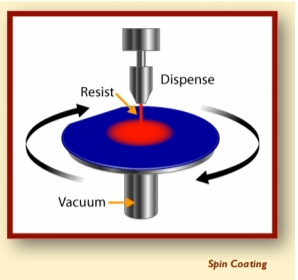 Dispense
Resist
Vacuum
Spin Coating